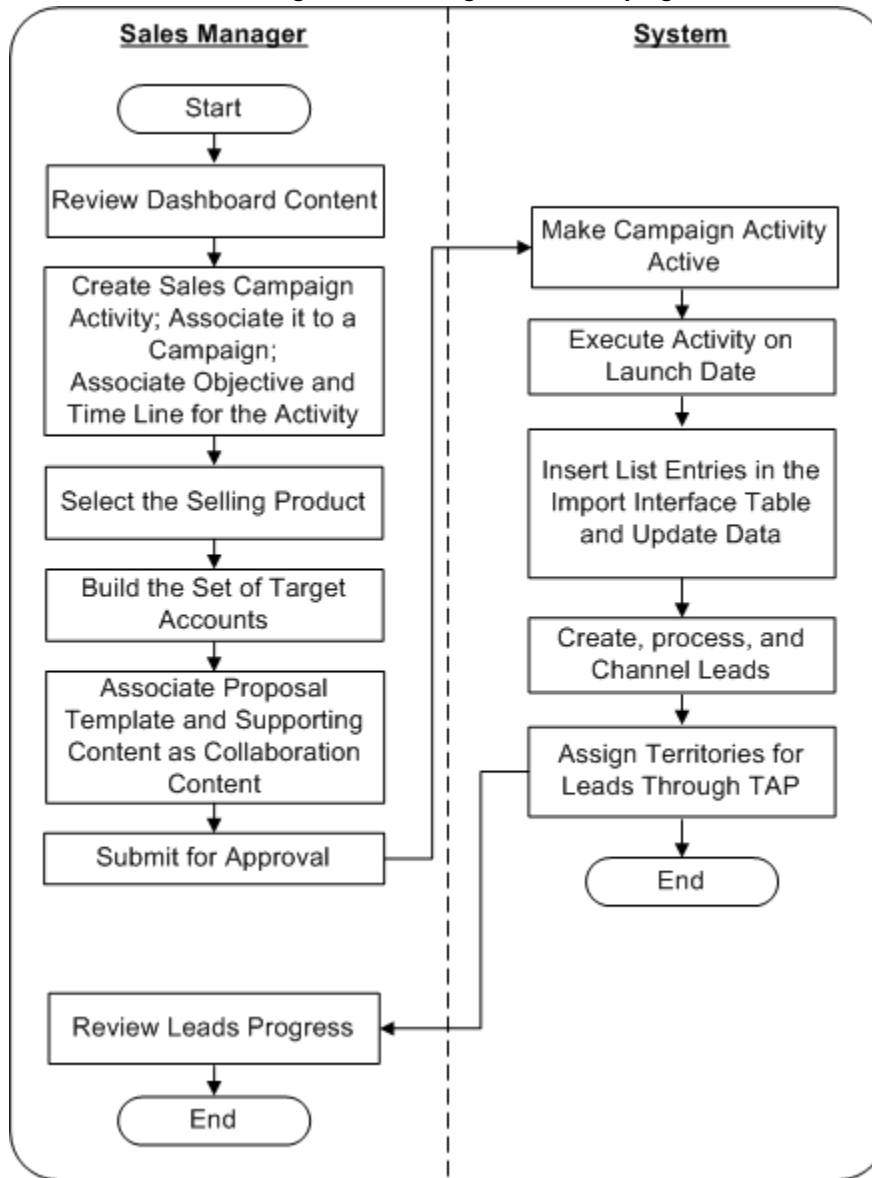 Sales Manager
Start
Review Dashboard Content
Create Sales Campaign
Activity; Associate it to a
Campaign;
Associate Objective and
Time Line for the Activity
Select the Selling Product
Build the Set of Target
Accounts
Associate Proposal
Template and Supporting
Content as Collaboration
Content
Submit for Approval
Review Leads Progress
End
System
Make Campaign Activity
Active
Execute Activity on
Launch Date
Insert List Entries in the
Import Interface Table
and Update Data
Create, process, and
Channel Leads
Assign Territories for
Leads Through TAP
End